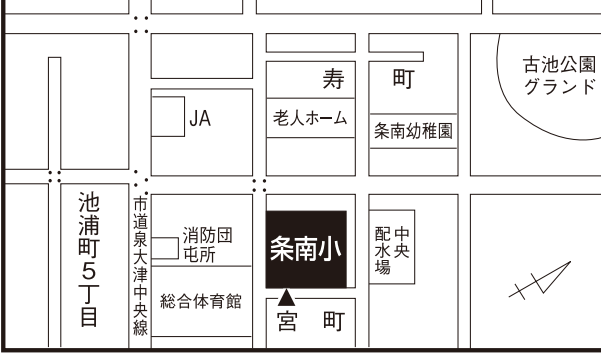 古池公園
グランド
寿 町
JA
老人ホーム
条南幼稚園
池浦町5丁目
市道泉大津中央線
消防団
屯所
条南小
中央
配水場
総合体育館
宮 町